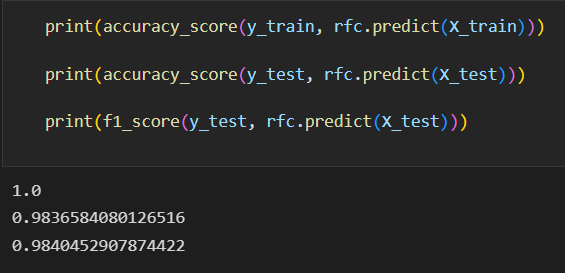 print(accuracy_score(y_train, rfc.predict(X_train)))
print(accuracy_score(y_test, rfc.predict(X_test)))
print(f1_score(y_test, rfc.predict(X_test)))
1.0
0.9836584080126516
0.9840452907874422